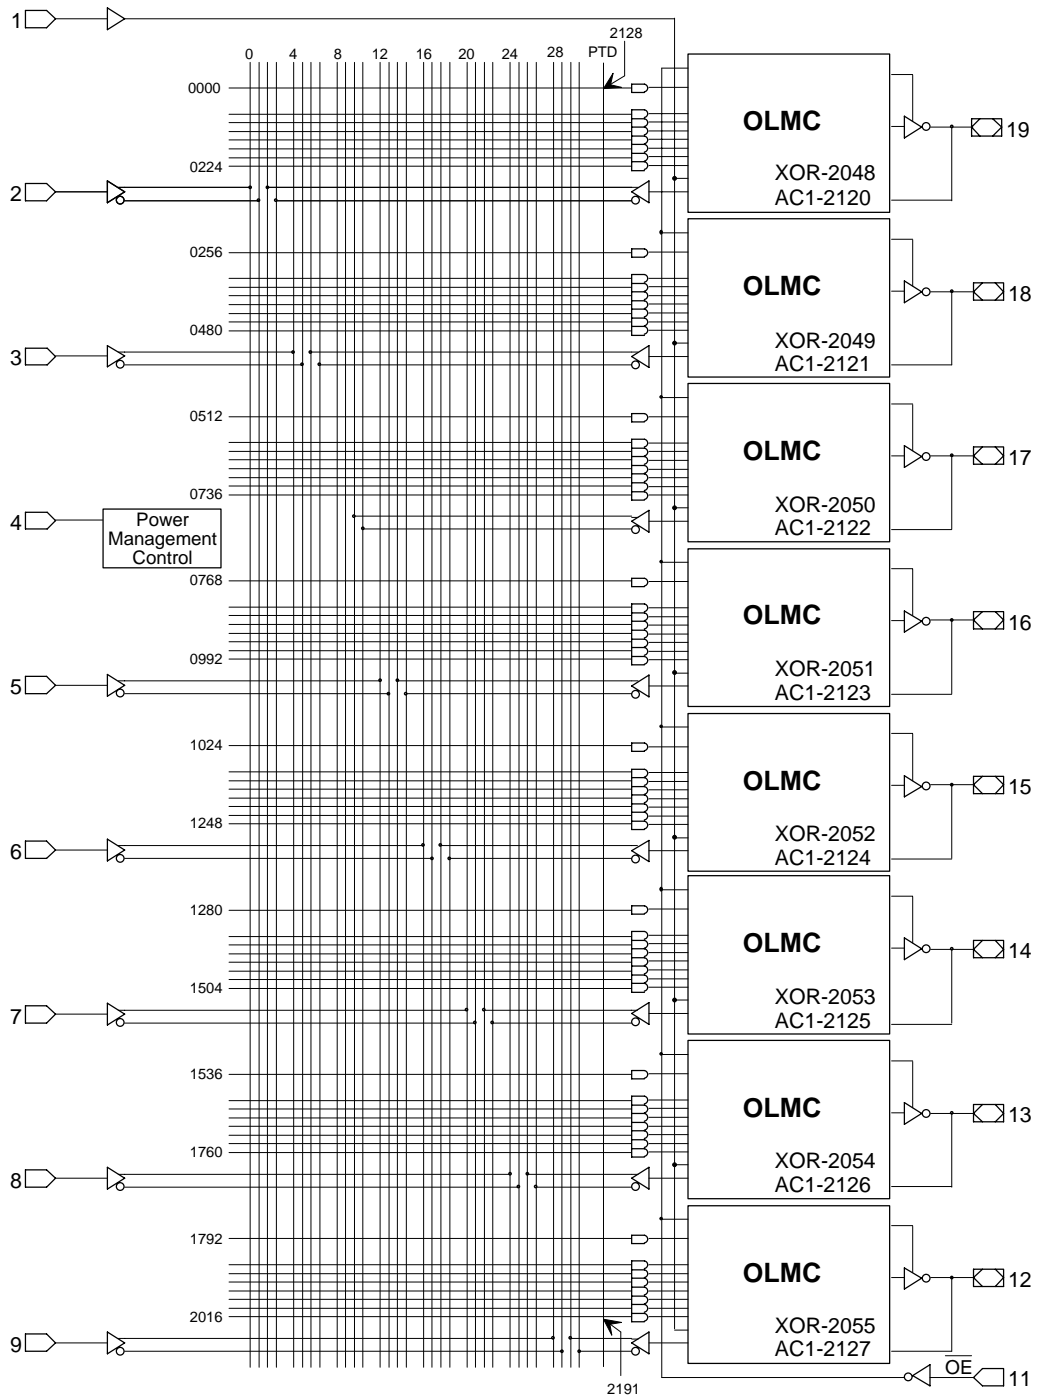 1
2128
0 4 8 12 16 20 24 28 PTD
0000
OLMC
19
0224
XOR-2048
AC1-2120
2
0256
OLMC
18
0480
XOR-2049
AC1-2121
3
0512
OLMC
17
0736
XOR-2050
AC1-2122
4
Power
Management
Control
0768
OLMC
16
0992
XOR-2051
AC1-2123
5
1024
OLMC
15
1248
XOR-2052
AC1-2124
6
1280
OLMC
14
1504
XOR-2053
AC1-2125
7
1536
OLMC
13
1760
XOR-2054
AC1-2126
8
1792
OLMC
12
2016
XOR-2055
AC1-2127
9
OE
11
2191